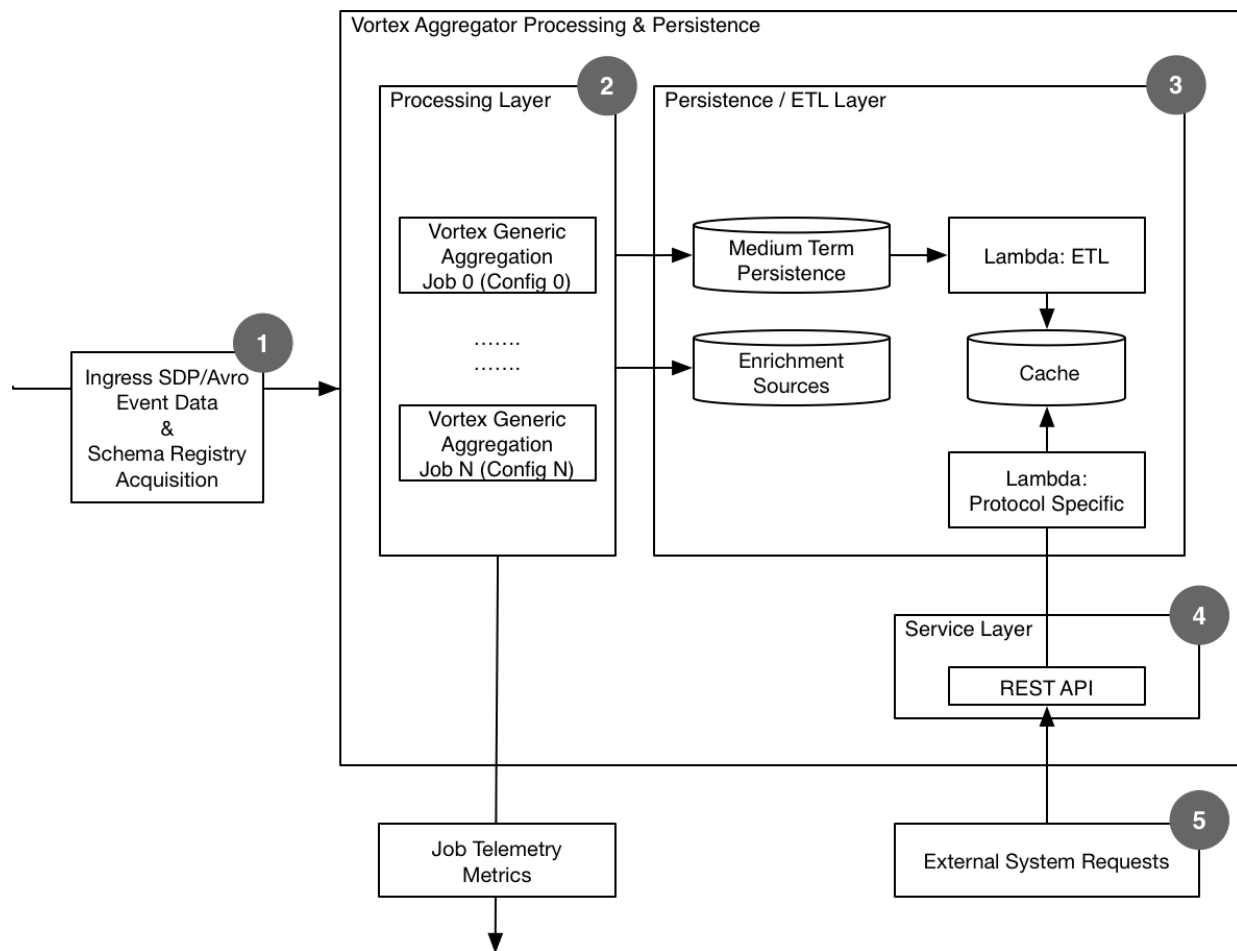 Vortex Aggregator Processing & Persistence
2
3
Processing Layer
Persistence / ETL Layer
Vortex Generic
Aggregation
Job 0 (Config 0)
Medium Term
Persistence
Lambda: ETL
1
.......
.......
Enrichment
Sources
Cache
Ingress SDP/Avro
Event Data
&
Schema Registry
Acquisition
Vortex Generic
Aggregation
Job N (Config N)
Lambda:
Protocol Specific
4
Service Layer
REST API
5
Job Telemetry
Metrics
External System Requests